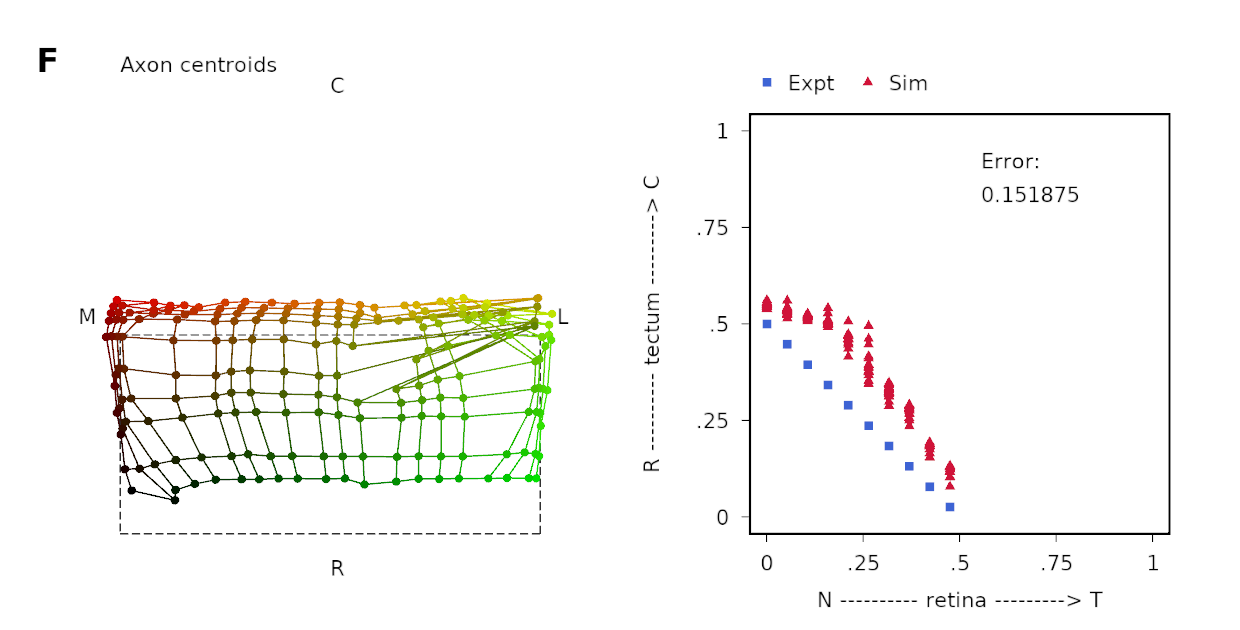 F
Axon centroids
C
M
L
R
Expt
Sim
Error:
0.151875
1
.75
.5
.25
0
R -------- tectum ---------> C
0
.25
.5
.75
1
N ---------- retina ---------> T